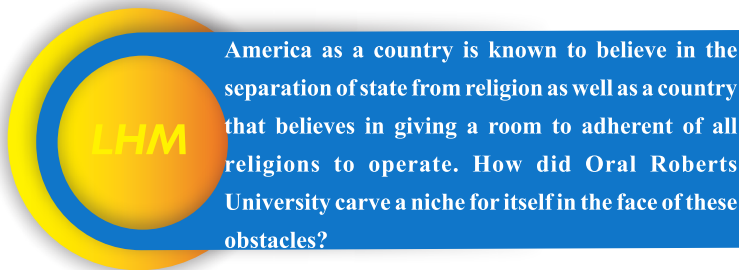 LHM
America as a country is known to believe in the
separation of state from religion as well as a country
that believes in giving a room to adherent of all
religions to operate. How did Oral Roberts
University carve a niche for itself in the face of these
obstacles?